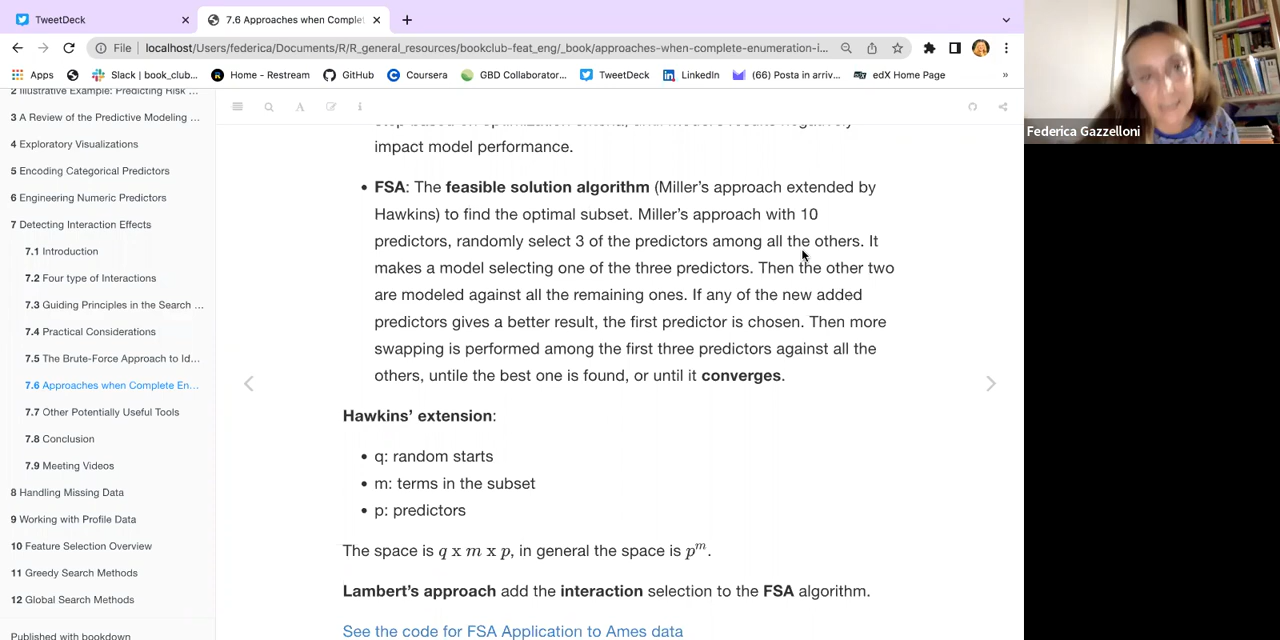 TweetDeck
7.6 Approaches when Comple
File
localhost/Users/federica/Documents/R/R_general_resources/bookclub-feat_eng/_book/approaches-when-complete-enumeration-i...
Apps
Slack | book_club...
Home - Restream
GitHub
Coursera
GBD Collaborator...
TweetDeck
LinkedIn
(66) Posta in arriv...
edX Home Page
»
2 Illustrative Example: Predicting Risk ...
3 A Review of the Predictive Modeling ...
4 Exploratory Visualizations
5 Encoding Categorical Predictors
6 Engineering Numeric Predictors
7 Detecting Interaction Effects
7.1 Introduction
7.2 Four type of Interactions
7.3 Guiding Principles in the Search ...
7.4 Practical Considerations
7.5 The Brute-Force Approach to Id...
7.6 Approaches when Complete En...
7.7 Other Potentially Useful Tools
7.8 Conclusion
7.9 Meeting Videos
8 Handling Missing Data
9 Working with Profile Data
10 Feature Selection Overview
11 Greedy Search Methods
12 Global Search Methods
Published with bookdown
impact model performance.
• FSA: The feasible solution algorithm (Miller's approach extended by
Hawkins) to find the optimal subset. Miller's approach with 10
predictors, randomly select 3 of the predictors among all the others. It
makes a model selecting one of the three predictors. Then the other two
are modeled against all the remaining ones. If any of the new added
predictors gives a better result, the first predictor is chosen. Then more
swapping is performed among the first three predictors against all the
others, untile the best one is found, or until it converges.
Hawkins' extension:
• q: random starts
• m: terms in the subset
• p: predictors
The space is q x m x p, in general the space is p^m.
Lambert's approach add the interaction selection to the FSA algorithm.
See the code for FSA Application to Ames data
Federica Gazzelloni